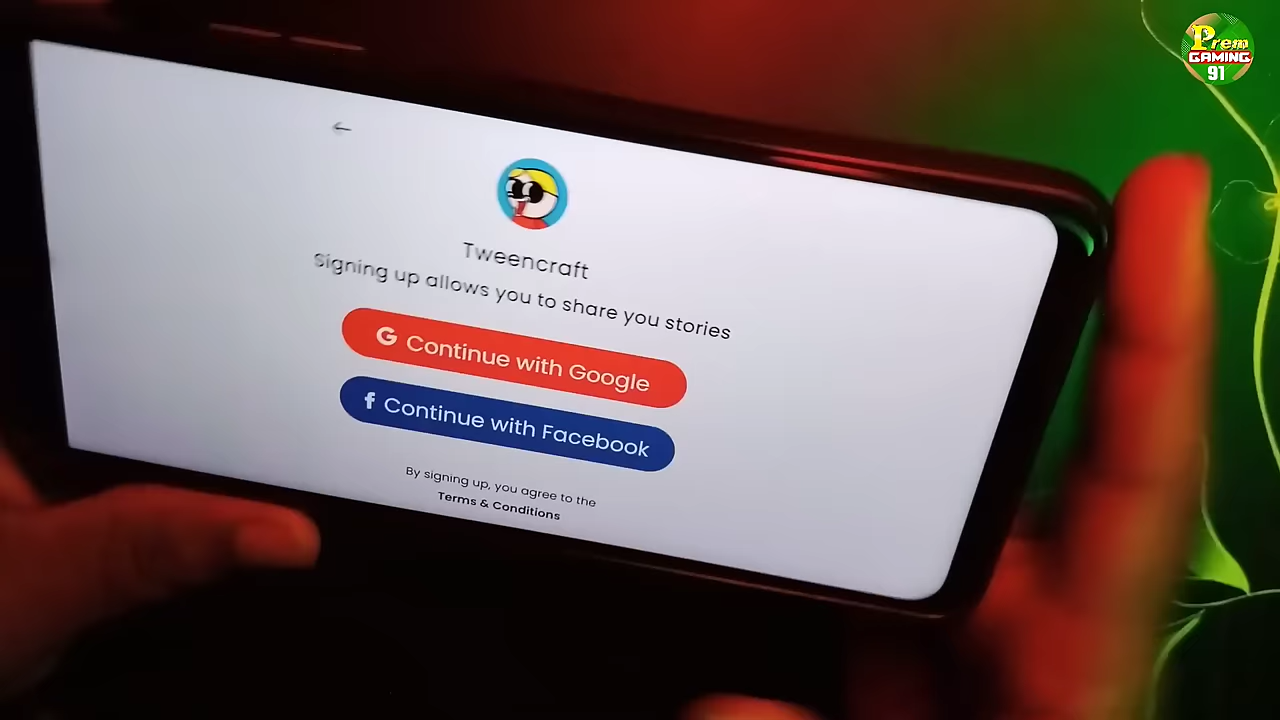 Prem
GAMING
91
Tweencraft
Signing up allows you to share you stories
G Continue with Google
f Continue with Facebook
By signing up, you agree to the
Terms & Conditions